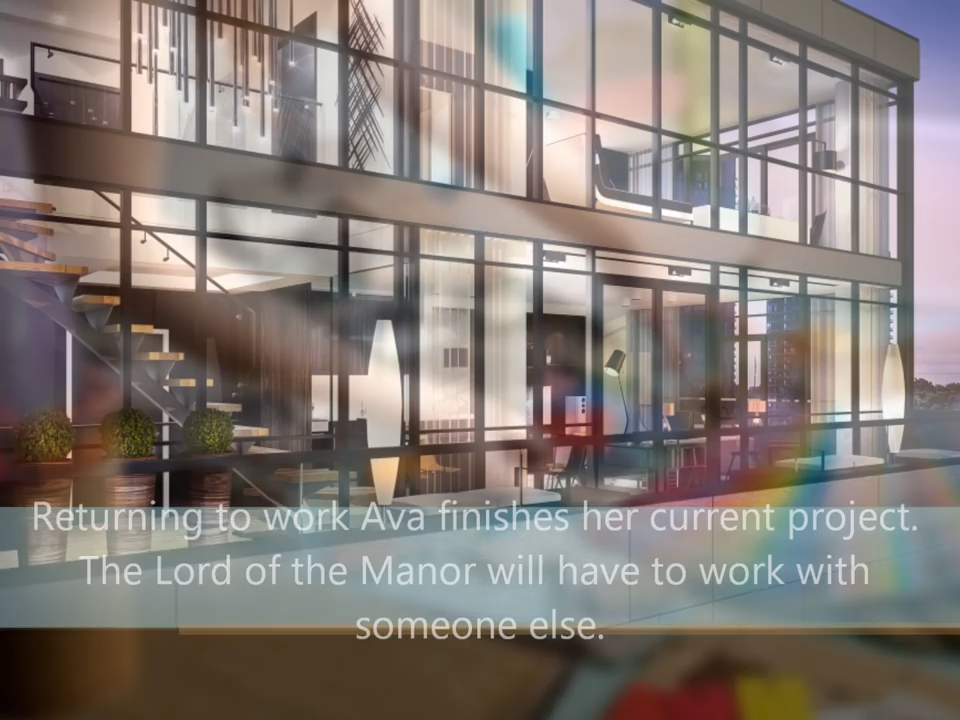 Returning to work Ava finishes her current project.
The Lord of the Manor will have to work with
someone else.